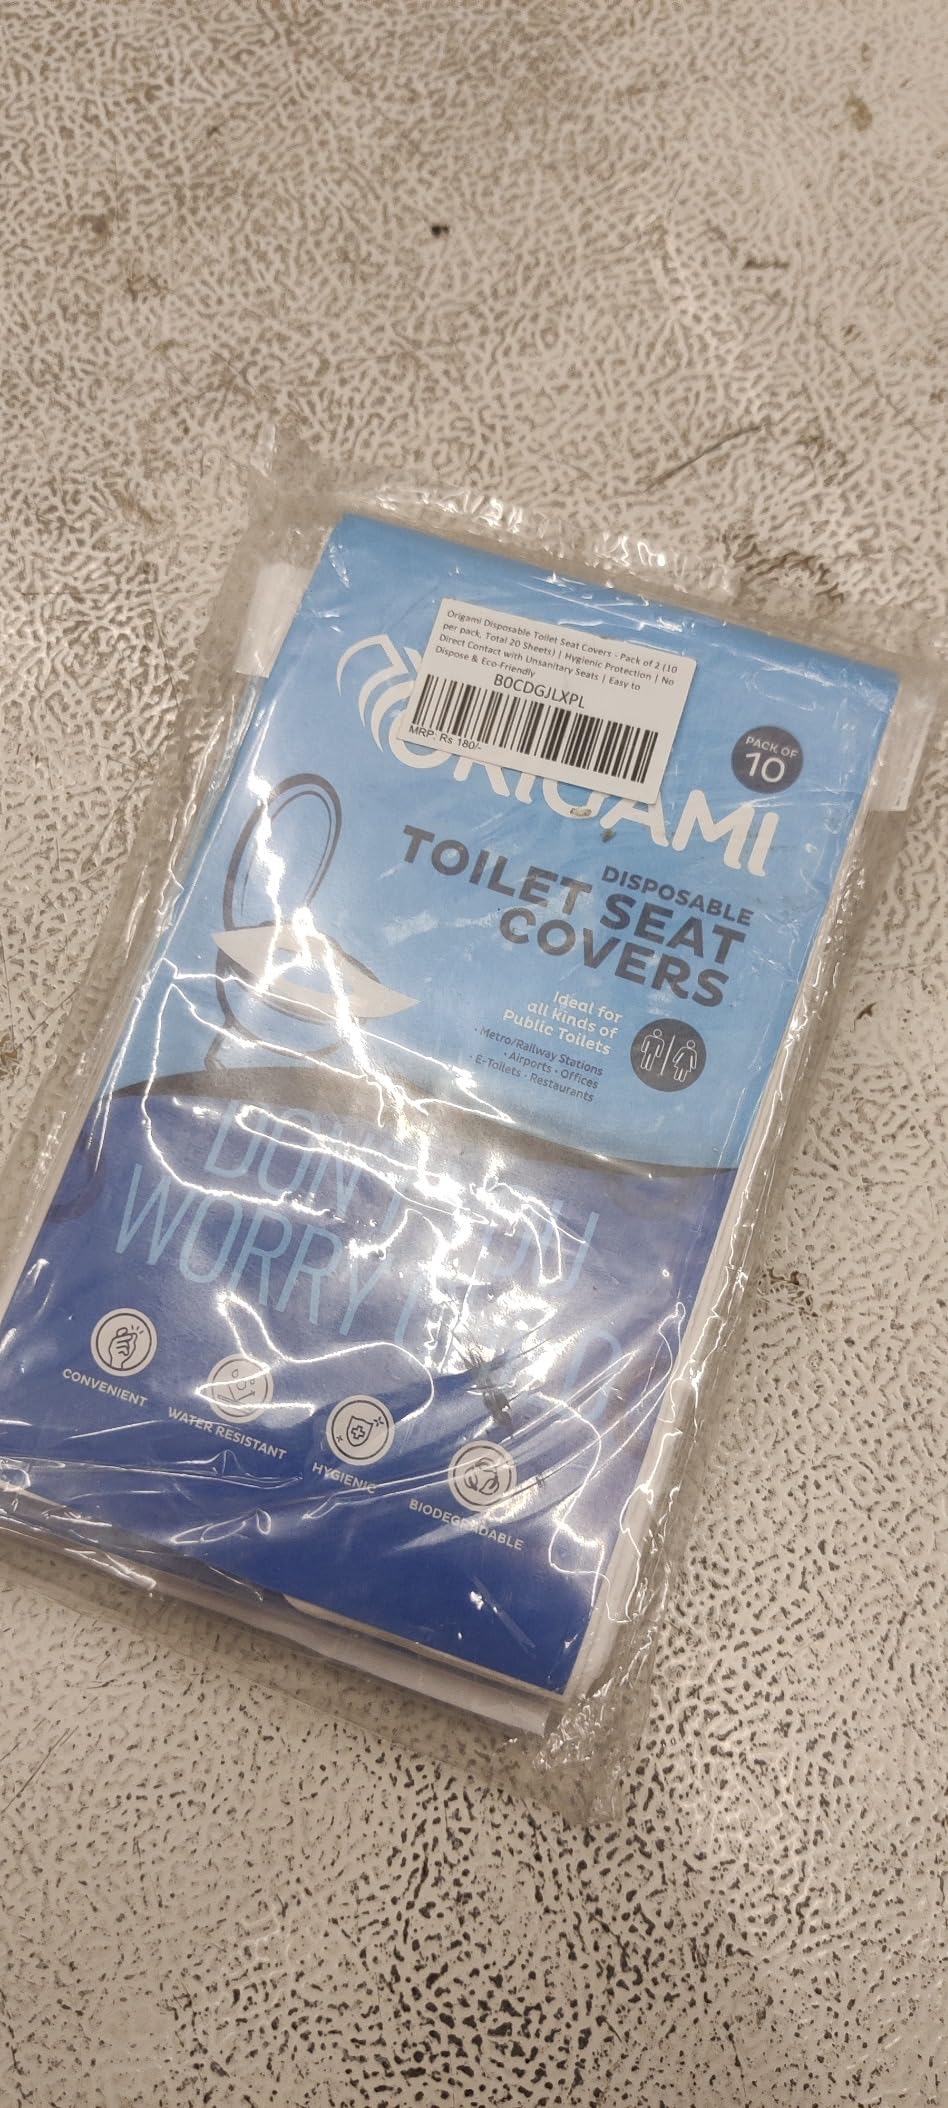 Origami Disposable Toilet Seat Covers - Pack of 2 (10
per pack, Total 20 Sheets) | Hygienic Protection | No
Direct Contact with Unsanitary Seats | Easy to
Dispose & Eco-Friendly
B0CDGJLXPL
MRP: Rs 180/-
ORIGAMI
PACK OF
10
DISPOSABLE
TOILET SEAT
COVERS
Ideal for
all kinds of
Public Toilets
• Metro/Railway Stations
• Airports • Offices
• E-Toilets • Restaurants
DON'T YOU
WORRY
CONVENIENT
WATER RESISTANT
HYGIENIC
BIODEGRADABLE